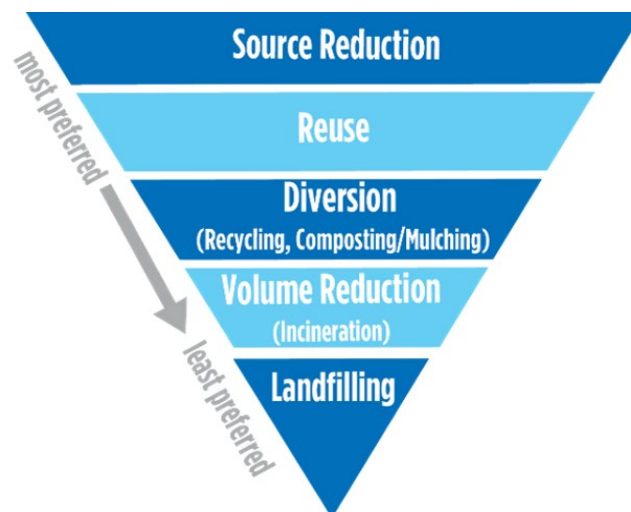 Source Reduction
most preferred
Reuse
Diversion
(Recycling, Composting/Mulching)
Volume Reduction
(Incineration)
least preferred
Landfilling